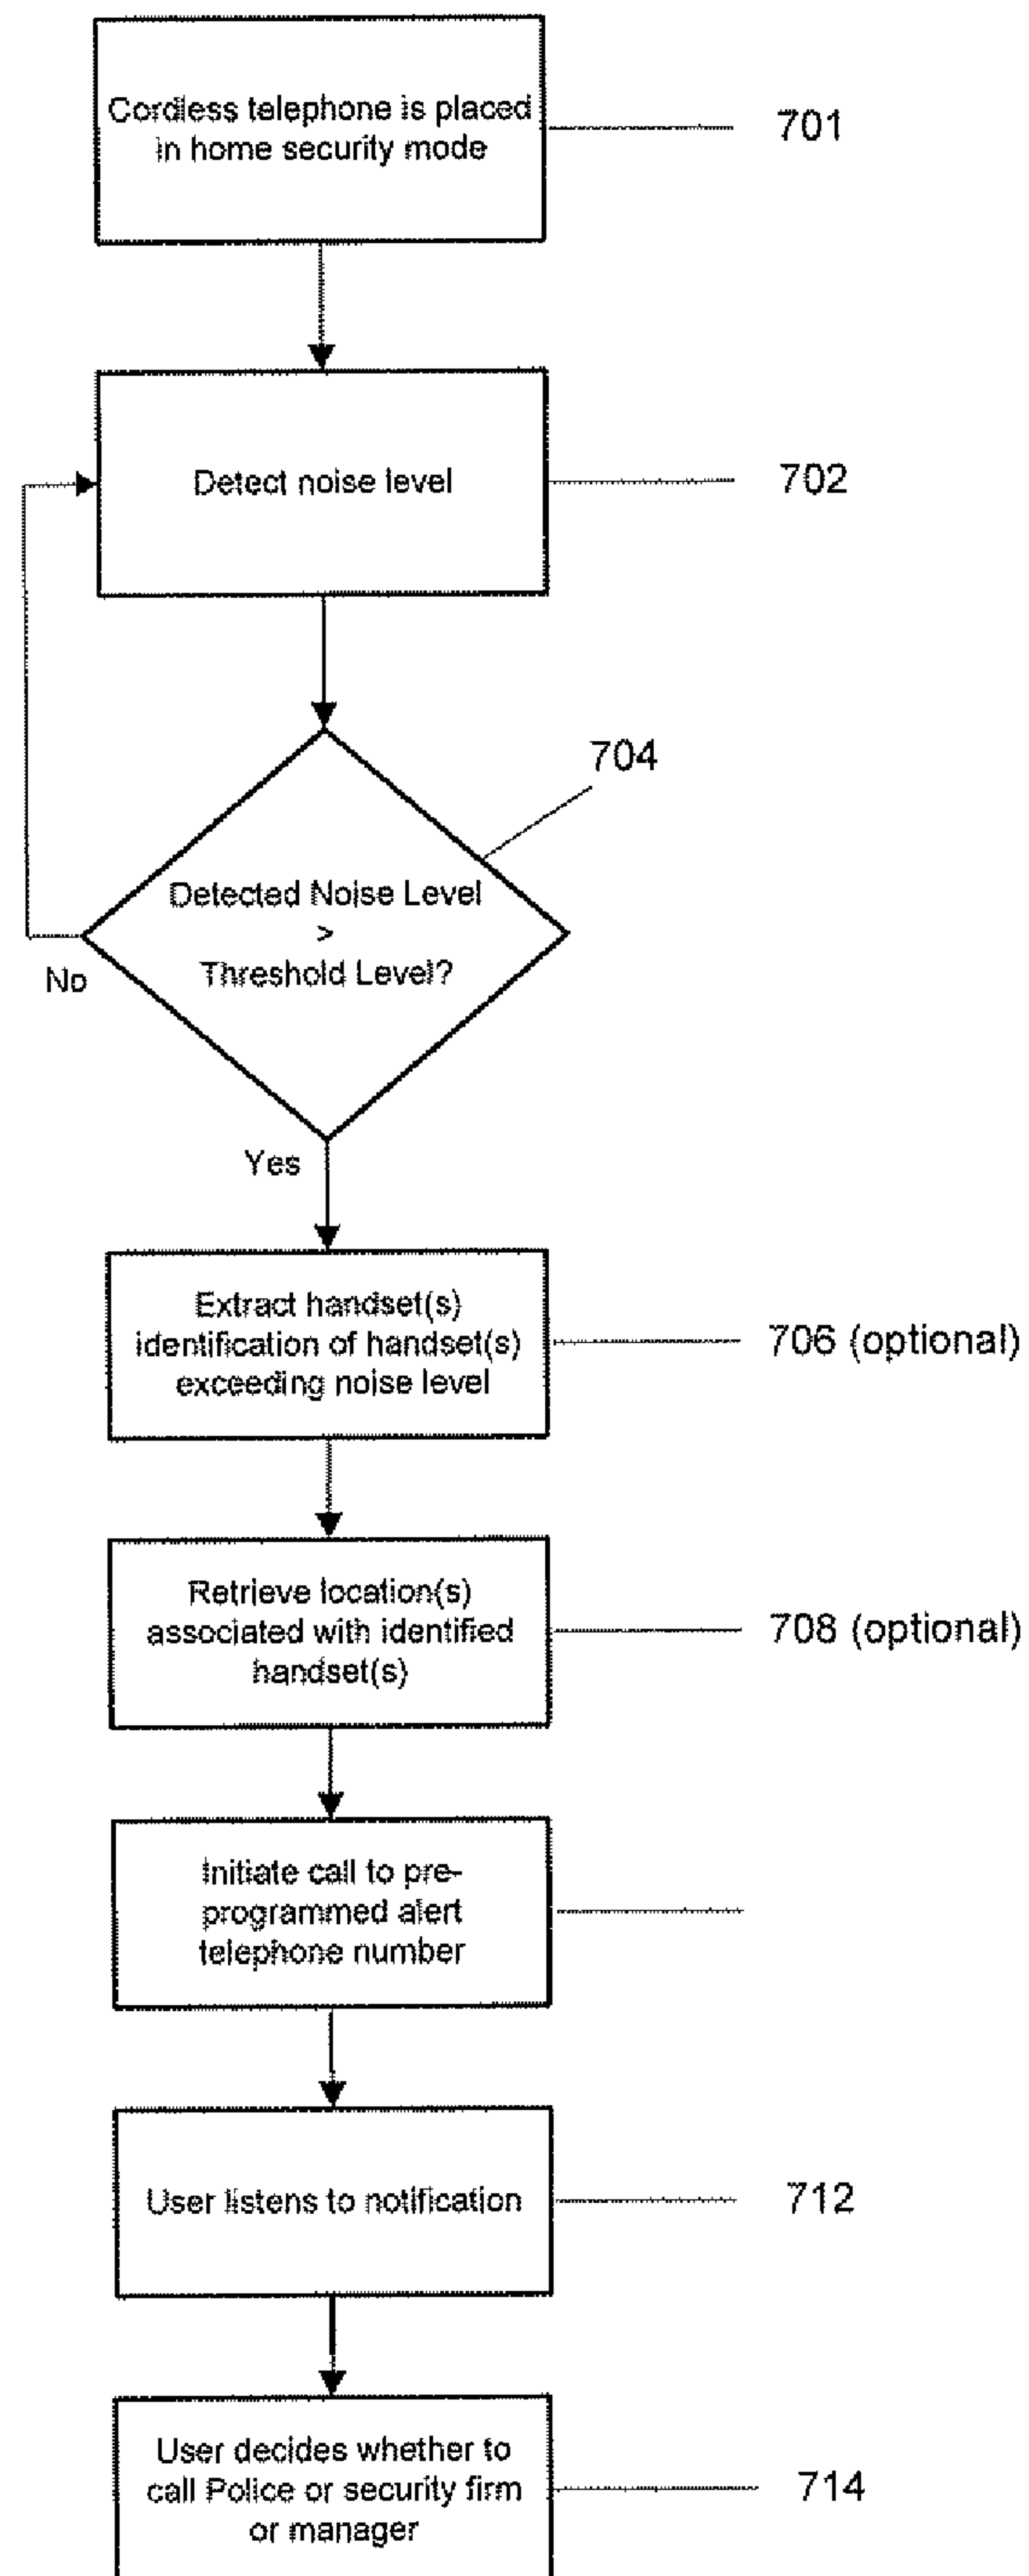 Cordless telephone is placed
in home security mode
701
Detect noise level
702
704
Detected Noise Level
>
Threshold Level?
No
Yes
Extract handset(s)
identification of handset(s)
exceeding noise level
706 (optional)
Retrieve location(s)
associated with identified
handset(s)
708 (optional)
Initiate call to pre-
programmed alert
telephone number
User listens to notification
712
User decides whether to
call Police or security firm
or manager
714